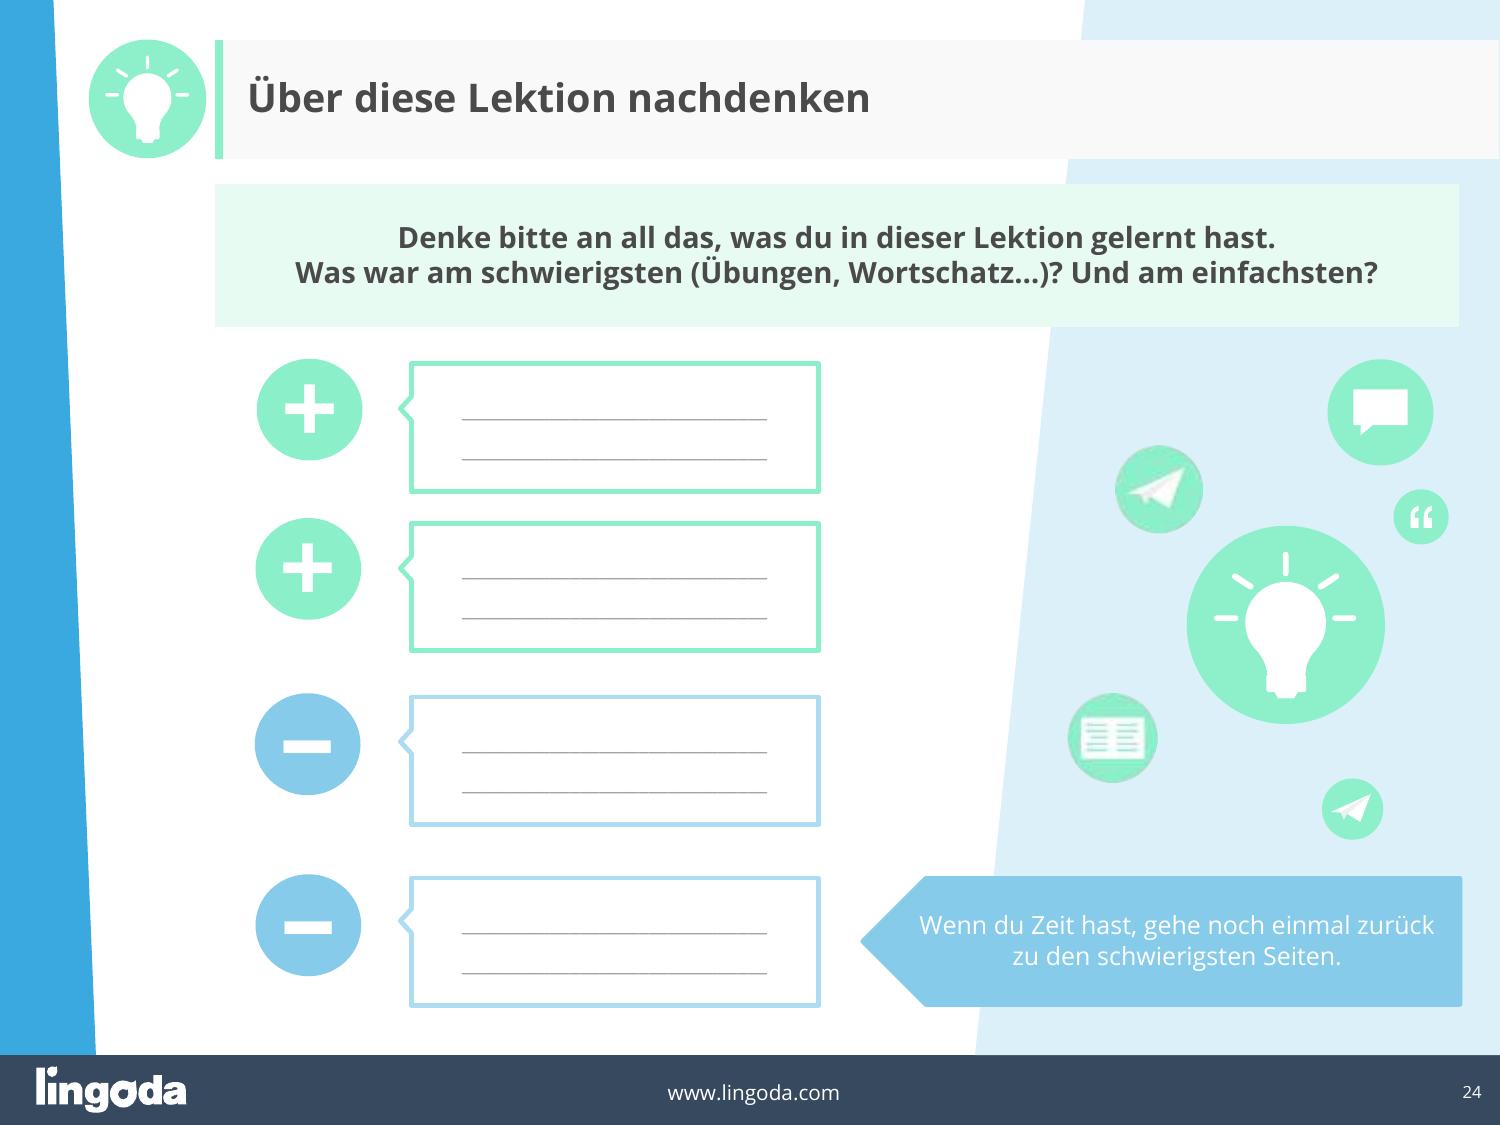 Über diese Lektion nachdenken
Denke bitte an all das, was du in dieser Lektion gelernt hast.
Was war am schwierigsten (Übungen, Wortschatz...)? Und am einfachsten?
Wenn du Zeit hast, gehe noch einmal zurück
zu den schwierigsten Seiten.
lingoda
www.lingoda.com
24